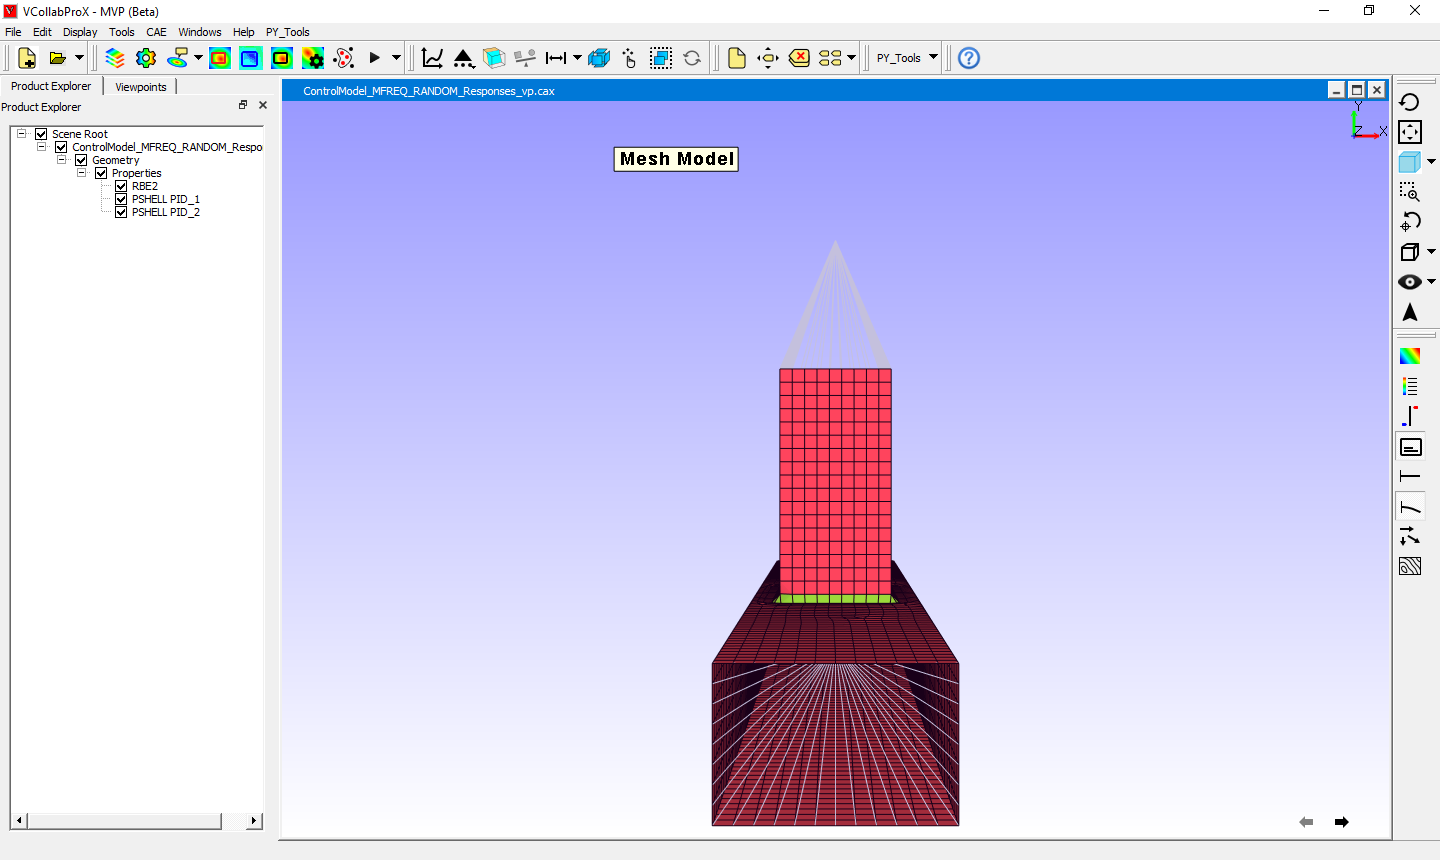 VCollabProX - MVP (Beta)
File Edit Display Tools CAE Windows Help PY_Tools
PY_Tools
Product Explorer Viewpoints
Product Explorer
Scene Root
ControlModel_MFREQ_RANDOM_Respo
Geometry
Properties
RBE2
PSHELL PID_1
PSHELL PID_2
ControlModel_MFREQ_RANDOM_Responses_vp.cax
Y
Z X
Mesh Model